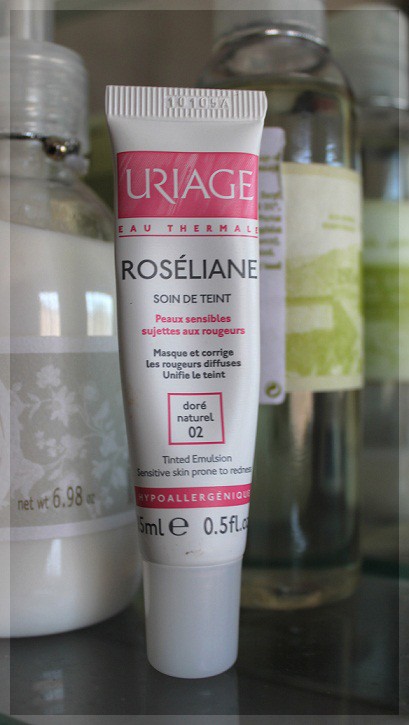 URIAGE
EAU THERMALE
ROSÉLIANE
SOIN DE TEINT
Peaux sensibles
sujettes aux rougeurs
Masque et corrige
les rougeurs diffuses
Unifie le teint
doré
naturel
02
Tinted Emulsion
Sensitive skin prone to redness
HYPOALLERGÉNIQUE
5ml e 0.5fl.o
net wt 6.98 oz